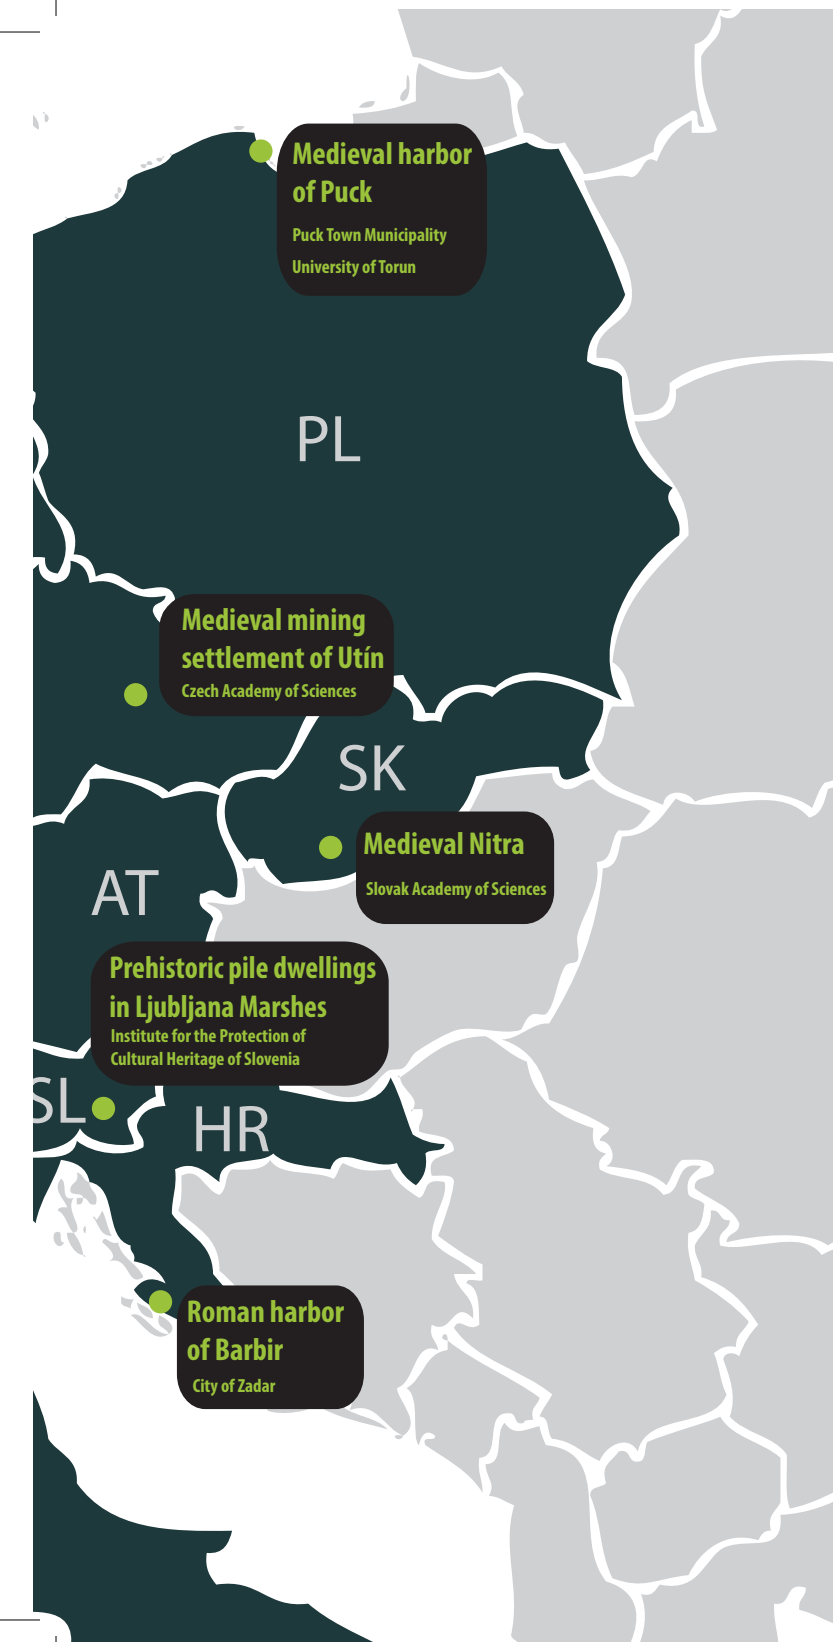 Medieval harbor
of Puck
Puck Town Municipality
University of Torun
PL
Medieval mining
settlement of Utín
Czech Academy of Sciences
SK
Medieval Nitra
Slovak Academy of Sciences
AT
Prehistoric pile dwellings
in Ljubljana Marshes
Institute for the Protection of
Cultural Heritage of Slovenia
SL
HR
Roman harbor
of Barbir
City of Zadar